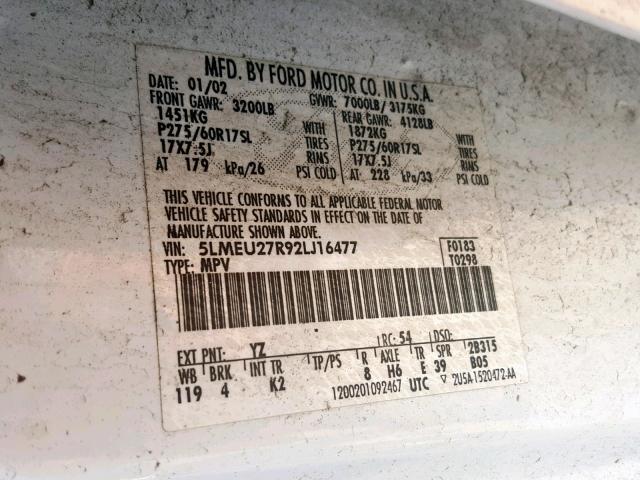 MFD. BY FORD MOTOR CO. IN U.S.A.
DATE: 01/02 GVWR: 7000LB/ 3175KG
FRONT GAWR: 3200LB REAR GAWR: 4128LB
1451KG WITH 1872KG WITH
P275/60R17SL TIRES P275/60R17SL TIRES
17X7.5J RIMS 17X7.5J RIMS
AT 179 kPa/26 PSI COLD AT 228 kPa/33 PSI COLD
THIS VEHICLE CONFORMS TO ALL APPLICABLE FEDERAL MOTOR
VEHICLE SAFETY STANDARDS IN EFFECT ON THE DATE OF
MANUFACTURE SHOWN ABOVE.
VIN: 5LMEU27R92LJ16477 F0183
TYPE: MPV T0298
EXT PNT: YZ RC: 54 DSO:
WB BRK INT TR TP/PS R AXLE TR SPR 2B315
119 4 K2 8 H6 E 39 B05
1200201092467 UTC ▽ 2U5A-1520472-AA